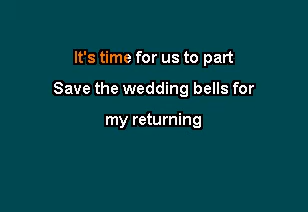 It's time for us to part
Save the wedding bells for
my returning